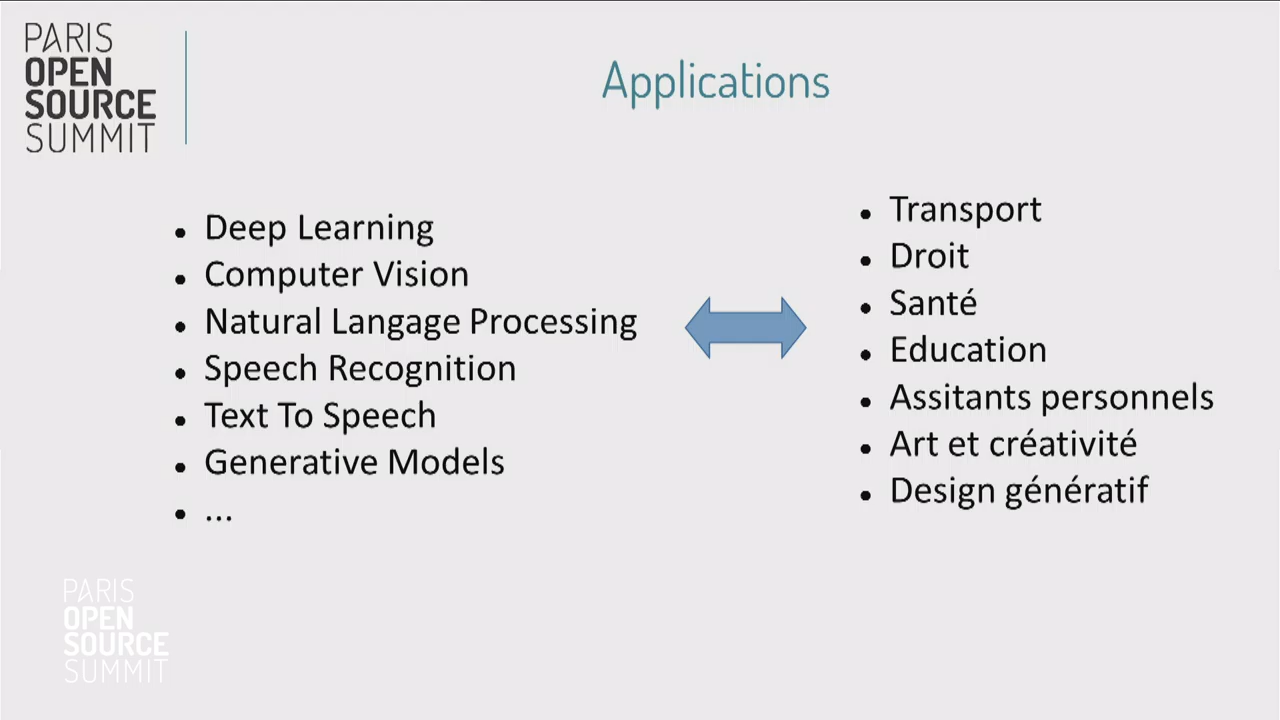 PARIS
OPEN
SOURCE
SUMMIT
Applications
• Deep Learning
• Computer Vision
• Natural Langage Processing
• Speech Recognition
• Text To Speech
• Generative Models
• ...
• Transport
• Droit
• Santé
• Education
• Assitants personnels
• Art et créativité
• Design génératif
PARIS
OPEN
SOURCE
SUMMIT